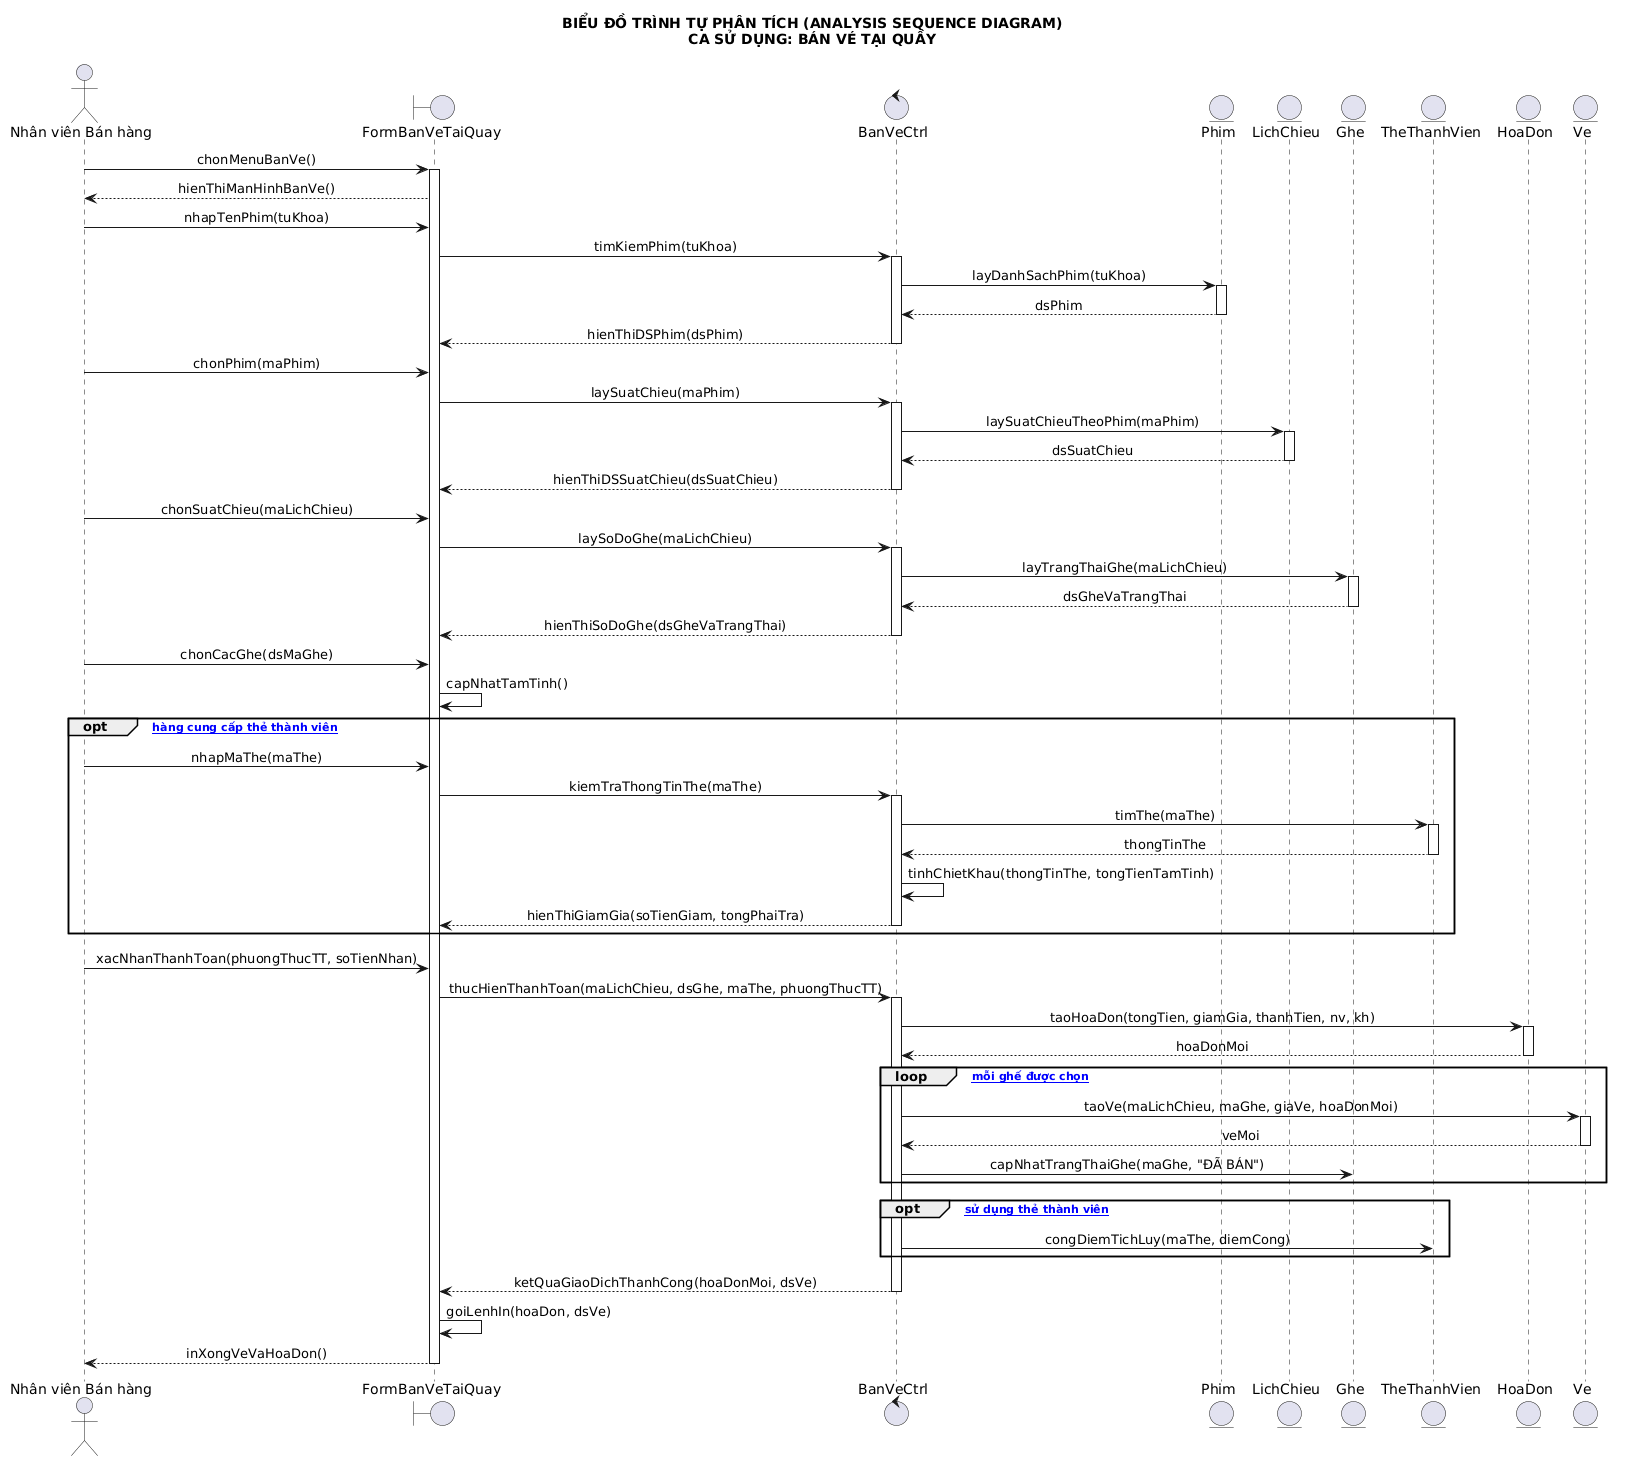 BIỂU ĐỒ TRÌNH TỰ PHÂN TÍCH (ANALYSIS SEQUENCE DIAGRAM)
CA SỬ DỤNG: BÁN VÉ TẠI QUẦY
Nhân viên Bán hàng
FormBanVeTaiQuay
BanVeCtrl
Phim
LichChieu
Ghe
TheThanhVien
HoaDon
Ve
chonMenuBanVe()
hienThiManHinhBanVe()
nhapTenPhim(tuKhoa)
timKiemPhim(tuKhoa)
layDanhSachPhim(tuKhoa)
dsPhim
hienThiDSPhim(dsPhim)
chonPhim(maPhim)
laySuatChieu(maPhim)
laySuatChieuTheoPhim(maPhim)
dsSuatChieu
hienThiDSSuatChieu(dsSuatChieu)
chonSuatChieu(maLichChieu)
laySoDoGhe(maLichChieu)
layTrangThaiGhe(maLichChieu)
dsGheVaTrangThai
hienThiSoDoGhe(dsGheVaTrangThai)
chonCacGhe(dsMaGhe)
capNhatTamTinh()
opt hàng cung cấp thẻ thành viên
nhapMaThe(maThe)
kiemTraThongTinThe(maThe)
timThe(maThe)
thongTinThe
tinhChietKhau(thongTinThe, tongTienTamTinh)
hienThiGiamGia(soTienGiam, tongPhaiTra)
xacNhanThanhToan(phuongThucTT, soTienNhan)
thucHienThanhToan(maLichChieu, dsGhe, maThe, phuongThucTT)
taoHoaDon(tongTien, giamGia, thanhTien, nv, kh)
hoaDonMoi
loop mỗi ghế được chọn
taoVe(maLichChieu, maGhe, giaVe, hoaDonMoi)
veMoi
capNhatTrangThaiGhe(maGhe, "ĐÃ BÁN")
opt sử dụng thẻ thành viên
congDiemTichLuy(maThe, diemCong)
ketQuaGiaoDichThanhCong(hoaDonMoi, dsVe)
goiLenhIn(hoaDon, dsVe)
inXongVeVaHoaDon()
Nhân viên Bán hàng
FormBanVeTaiQuay
BanVeCtrl
Phim
LichChieu
Ghe
TheThanhVien
HoaDon
Ve